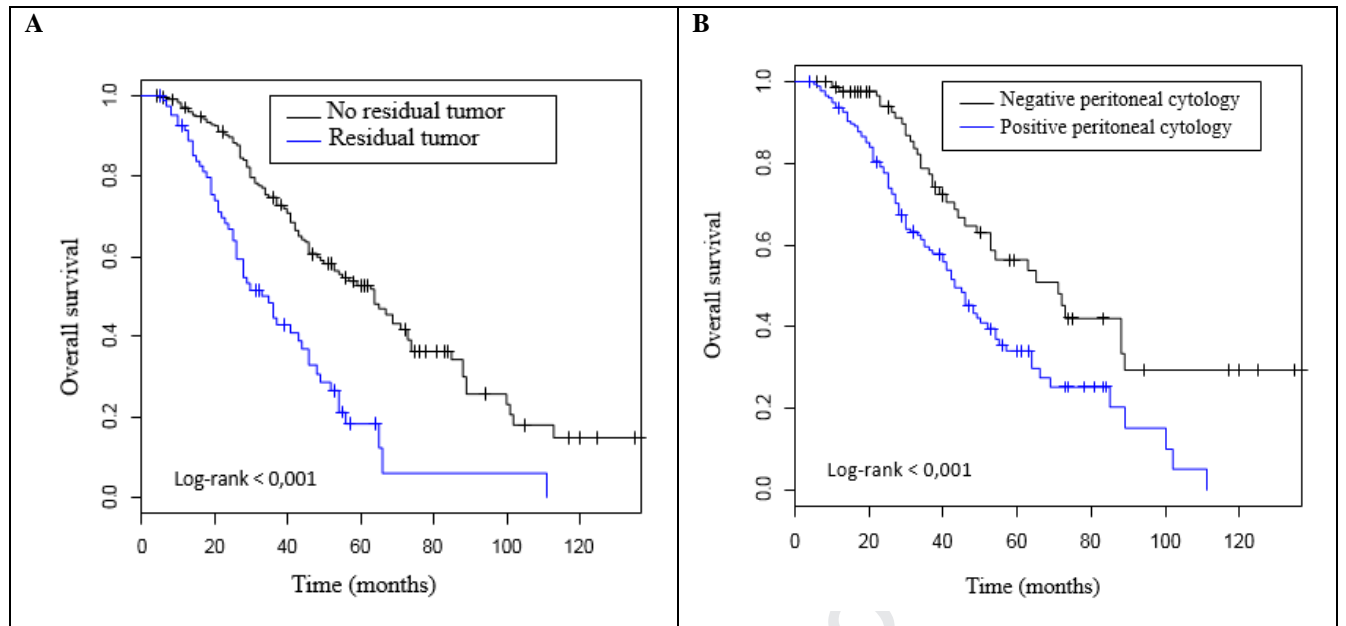 A
No residual tumor
Residual tumor
Overall survival
1.0
0.8
0.6
0.4
0.2
0.0
Log-rank < 0,001
0 20 40 60 80 100 120
Time (months)
B
Negative peritoneal cytology
Positive peritoneal cytology
Overall survival
1.0
0.8
0.6
0.4
0.2
0.0
Log-rank < 0,001
0 20 40 60 80 100 120
Time (months)